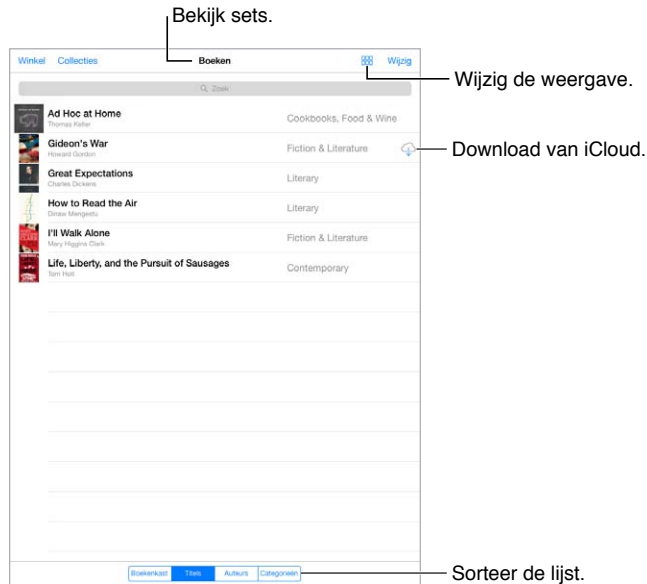 Bekijk sets.
Winkel Collecties Boeken Wijzig
Wijzig de weergave.
Zoek
Ad Hoc at Home
Thomas Keller
Cookbooks, Food & Wine
Gideon's War
Howard Gordon
Fiction & Literature
Download van iCloud.
Great Expectations
Charles Dickens
Literary
How to Read the Air
Dinaw Mengestu
Literary
I'll Walk Alone
Mary Higgins Clark
Fiction & Literature
Life, Liberty, and the Pursuit of Sausages
Tom Holt
Contemporary
Boekenkast Titels Auteurs Categorieën
Sorteer de lijst.